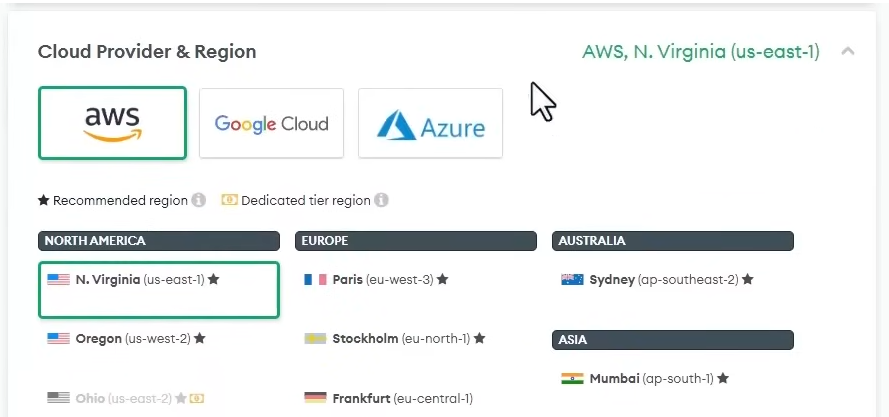 Cloud Provider & Region
AWS, N. Virginia (us-east-1)
aws
Google Cloud
Azure
Recommended region
Dedicated tier region
NORTH AMERICA
N. Virginia (us-east-1)
Oregon (us-west-2)
Ohio (us-east-2)
EUROPE
Paris (eu-west-3)
Stockholm (eu-north-1)
Frankfurt (eu-central-1)
AUSTRALIA
Sydney (ap-southeast-2)
ASIA
Mumbai (ap-south-1)